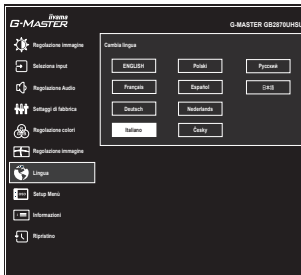 iiyama
G-MASTER
G-MASTER GB2870UHSU
Regolazione immagine
Cambia lingua
Seleziona input
ENGLISH
Polski
Русский
Regolazione Audio
Français
Español
日本語
Settaggi di fabbrica
Deutsch
Nederlands
Regolazione colori
Italiano
Česky
Regolazione immagine
Lingua
Setup Menù
Informazioni
Ripristino